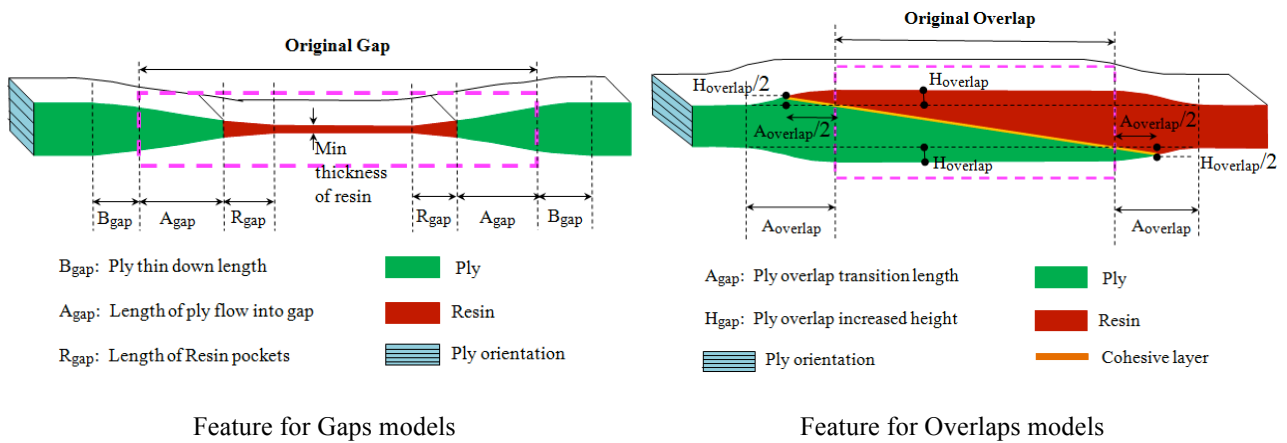 Original Gap
Min
thickness
of resin
Bgap
Agap
Rgap
Rgap
Agap
Bgap
Bgap: Ply thin down length
Agap: Length of ply flow into gap
Rgap: Length of Resin pockets
Ply
Resin
Ply orientation
Feature for Gaps models
Original Overlap
Hoverlap/2
Hoverlap
Aoverlap/2
Aoverlap/2
Hoverlap
Hoverlap/2
Aoverlap
Aoverlap
Agap: Ply overlap transition length
Hgap: Ply overlap increased height
Ply orientation
Ply
Resin
Cohesive layer
Feature for Overlaps models